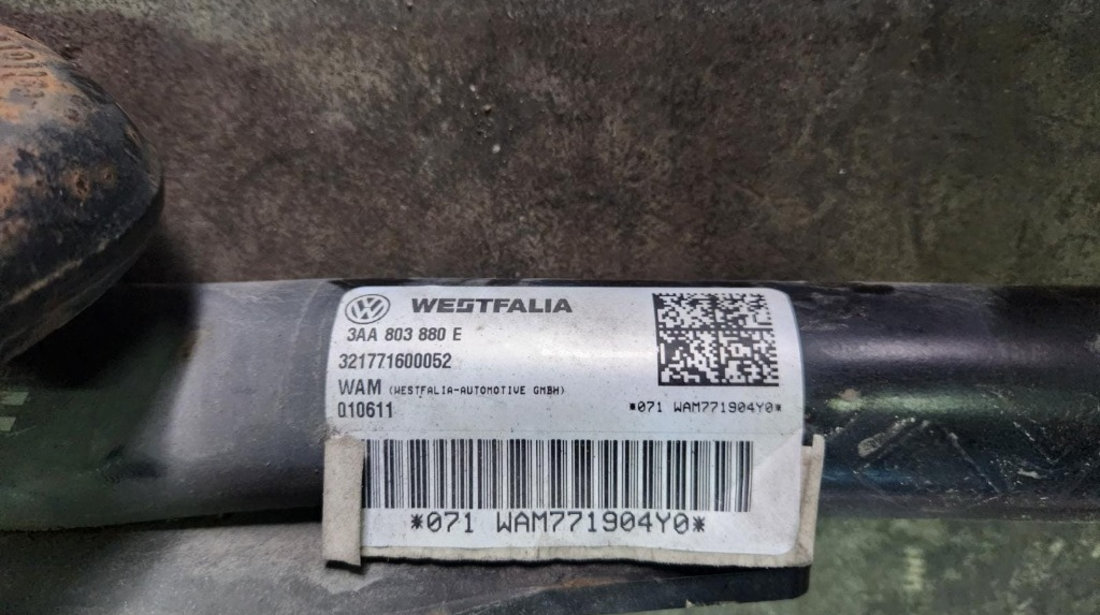 WESTFALIA
3AA 803 880 E
321771600052
WAM (WESTFALIA-AUTOMOTIVE GMBH)
010611
*071 WAM771904Y0*
*071 WAM771904Y0*